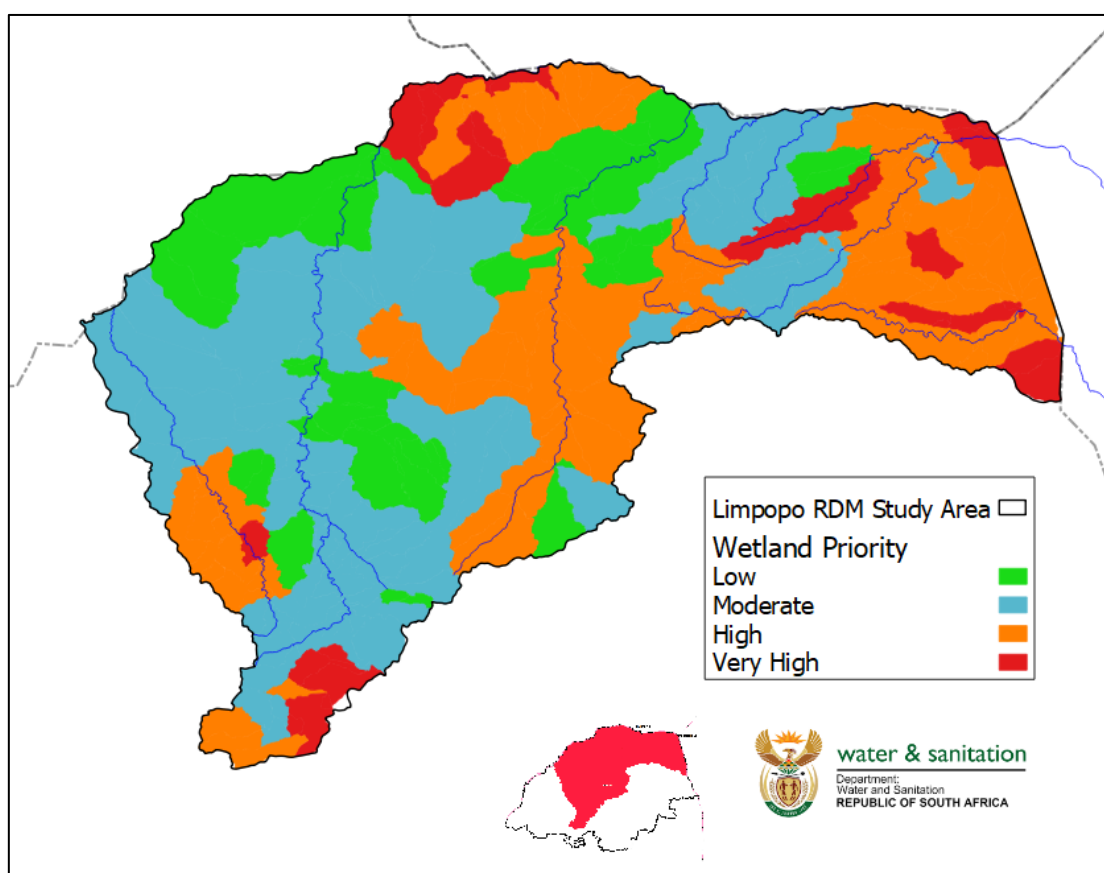 Limpopo RDM Study Area
Wetland Priority
Low
Moderate
High
Very High
water & sanitation
Department:
Water and Sanitation
REPUBLIC OF SOUTH AFRICA